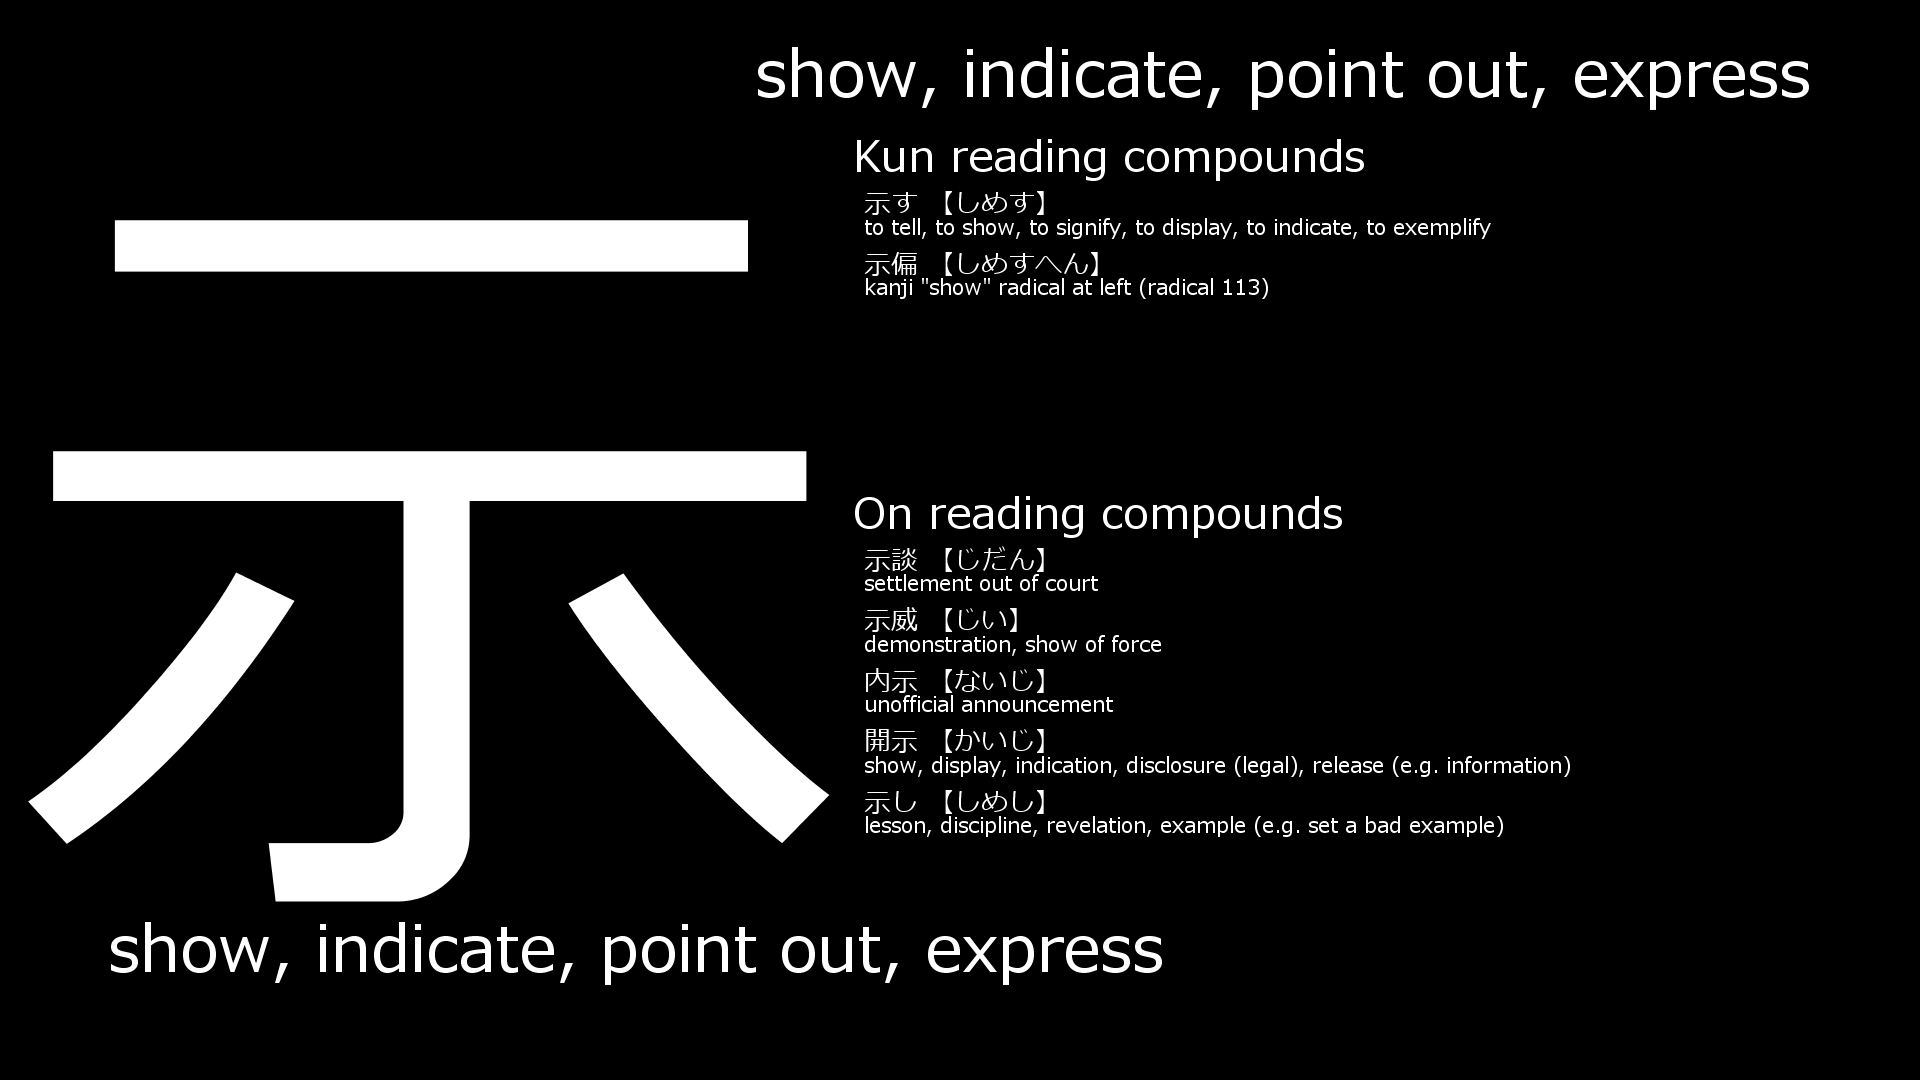 示
show, indicate, point out, express
Kun reading compounds
示す 【しめす】
to tell, to show, to signify, to display, to indicate, to exemplify
示偏 【しめすへん】
kanji "show" radical at left (radical 113)
On reading compounds
示談 【じだん】
settlement out of court
示威 【じい】
demonstration, show of force
内示 【ないじ】
unofficial announcement
開示 【かいじ】
show, display, indication, disclosure (legal), release (e.g. information)
示し 【しめし】
lesson, discipline, revelation, example (e.g. set a bad example)
show, indicate, point out, express